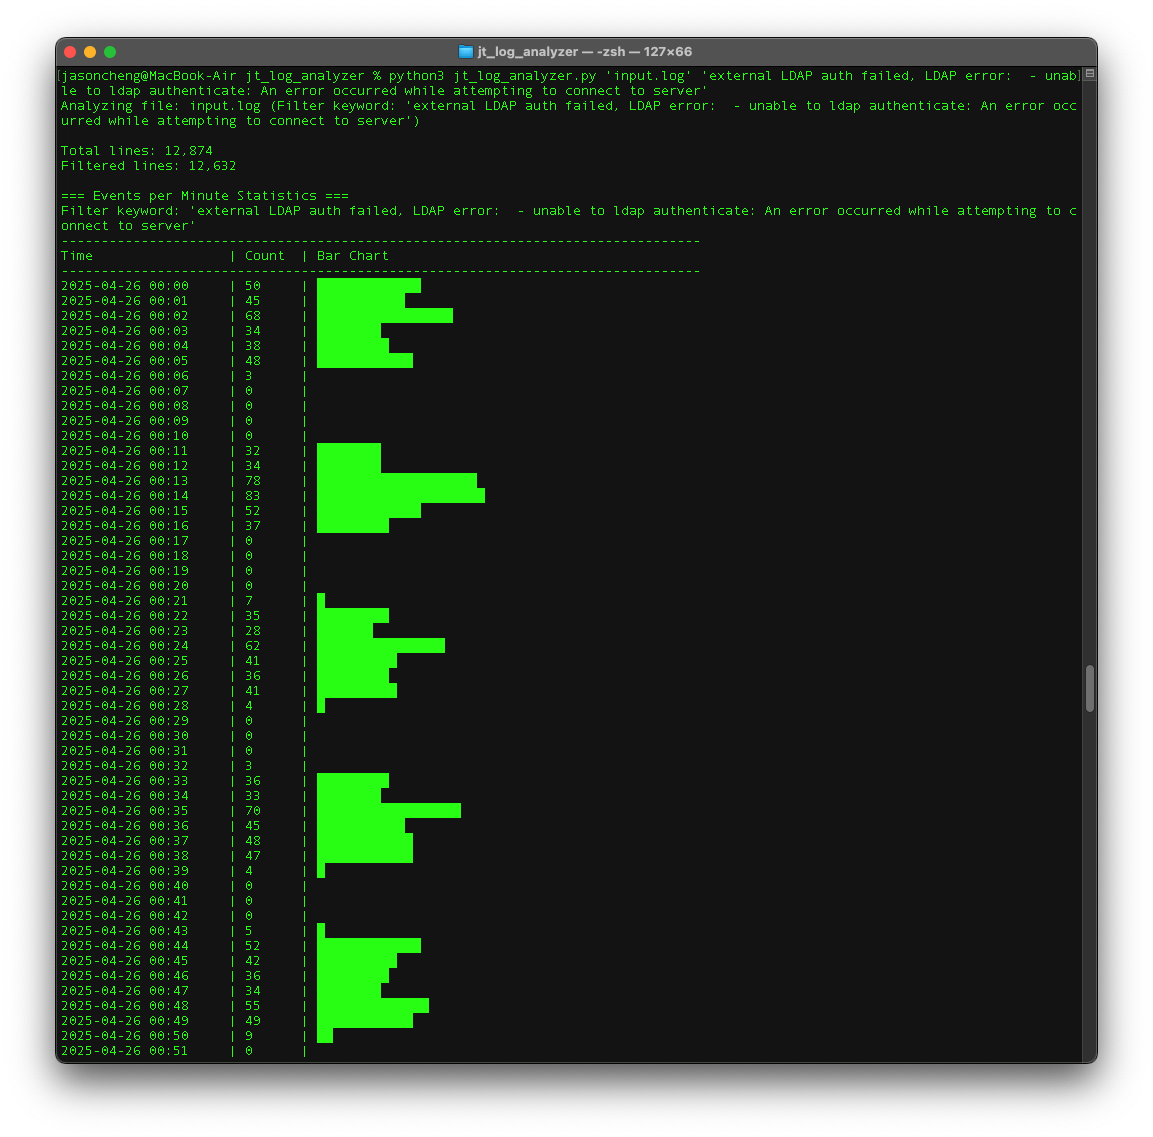 jt_log_analyzer — -zsh — 127×66
[jasoncheng@MacBook-Air jt_log_analyzer % python3 jt_log_analyzer.py 'input.log' 'external LDAP auth failed, LDAP error:  - unab]
le to ldap authenticate: An error occurred while attempting to connect to server'
Analyzing file: input.log (Filter keyword: 'external LDAP auth failed, LDAP error:  - unable to ldap authenticate: An error occ
urred while attempting to connect to server')
Total lines: 12,874
Filtered lines: 12,632
=== Events per Minute Statistics ===
Filter keyword: 'external LDAP auth failed, LDAP error:  - unable to ldap authenticate: An error occurred while attempting to c
onnect to server'
--------------------------------------------------------------------------------
Time                 | Count  | Bar Chart
--------------------------------------------------------------------------------
2025-04-26 00:00     | 50     |
2025-04-26 00:01     | 45     |
2025-04-26 00:02     | 68     |
2025-04-26 00:03     | 34     |
2025-04-26 00:04     | 38     |
2025-04-26 00:05     | 48     |
2025-04-26 00:06     | 3      |
2025-04-26 00:07     | 0      |
2025-04-26 00:08     | 0      |
2025-04-26 00:09     | 0      |
2025-04-26 00:10     | 0      |
2025-04-26 00:11     | 32     |
2025-04-26 00:12     | 34     |
2025-04-26 00:13     | 78     |
2025-04-26 00:14     | 83     |
2025-04-26 00:15     | 52     |
2025-04-26 00:16     | 37     |
2025-04-26 00:17     | 0      |
2025-04-26 00:18     | 0      |
2025-04-26 00:19     | 0      |
2025-04-26 00:20     | 0      |
2025-04-26 00:21     | 7      |
2025-04-26 00:22     | 35     |
2025-04-26 00:23     | 28     |
2025-04-26 00:24     | 62     |
2025-04-26 00:25     | 41     |
2025-04-26 00:26     | 36     |
2025-04-26 00:27     | 41     |
2025-04-26 00:28     | 4      |
2025-04-26 00:29     | 0      |
2025-04-26 00:30     | 0      |
2025-04-26 00:31     | 0      |
2025-04-26 00:32     | 3      |
2025-04-26 00:33     | 36     |
2025-04-26 00:34     | 33     |
2025-04-26 00:35     | 70     |
2025-04-26 00:36     | 45     |
2025-04-26 00:37     | 48     |
2025-04-26 00:38     | 47     |
2025-04-26 00:39     | 4      |
2025-04-26 00:40     | 0      |
2025-04-26 00:41     | 0      |
2025-04-26 00:42     | 0      |
2025-04-26 00:43     | 5      |
2025-04-26 00:44     | 52     |
2025-04-26 00:45     | 42     |
2025-04-26 00:46     | 36     |
2025-04-26 00:47     | 34     |
2025-04-26 00:48     | 55     |
2025-04-26 00:49     | 49     |
2025-04-26 00:50     | 9      |
2025-04-26 00:51     | 0      |